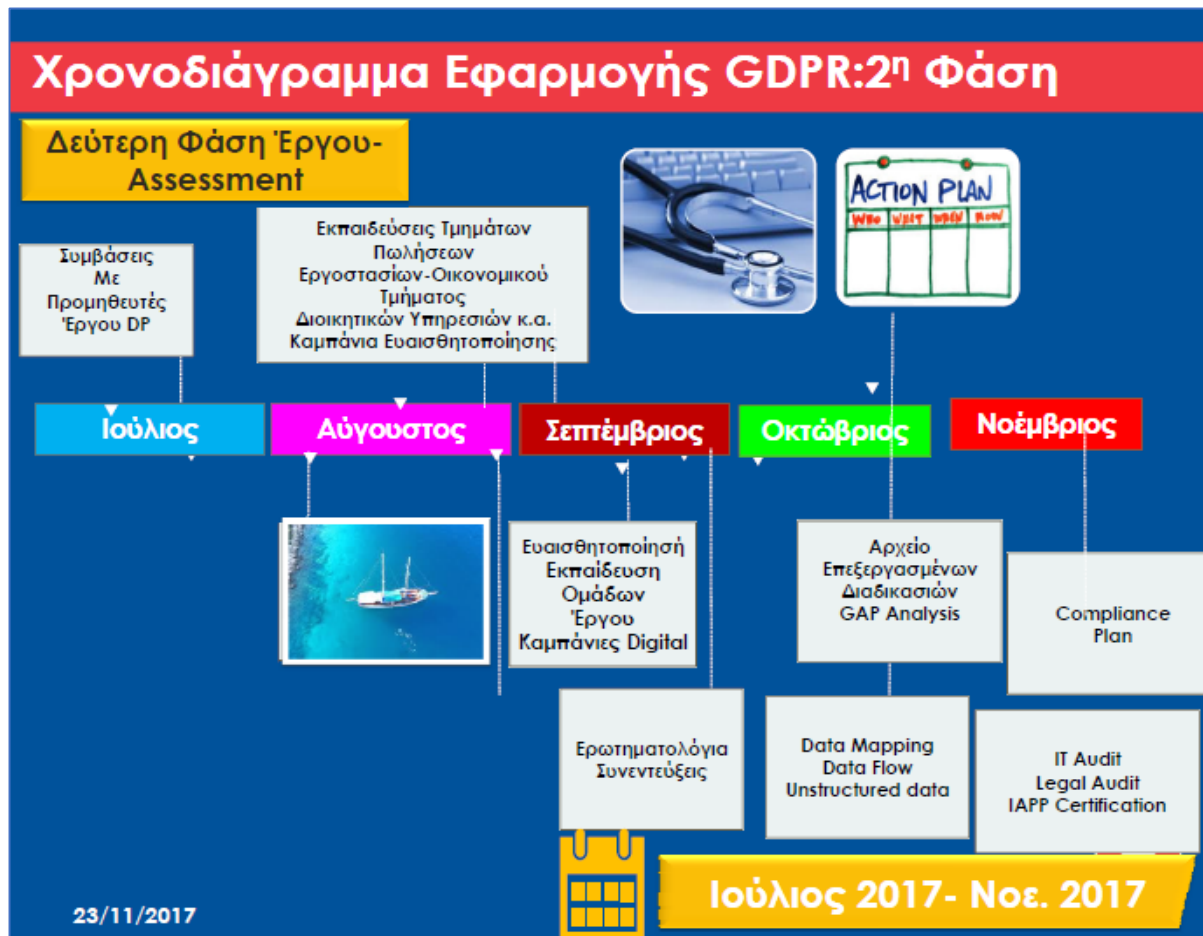 Χρονοδιάγραμμα Εφαρμογής GDPR:2η Φάση
Δεύτερη Φάση Έργου-
Assessment
Συμβάσεις
Με
Προμηθευτές
Έργου DP
Εκπαιδεύσεις Τμημάτων
Πωλήσεων
Εργοστασίων-Οικονομικού
Τμήματος
Διοικητικών Υπηρεσιών κ.α.
Καμπάνια Ευαισθητοποίησης
ACTION PLAN
WHO WHAT WHEN HOW
Ιούλιος
Αύγουστος
Σεπτέμβριος
Οκτώβριος
Νοέμβριος
Ευαισθητοποίησή
Εκπαίδευση
Ομάδων
Έργου
Καμπάνιες Digital
Αρχείο
Επεξεργασμένων
Διαδικασιών
GAP Analysis
Compliance
Plan
Ερωτηματολόγια
Συνεντεύξεις
Data Mapping
Data Flow
Unstructured data
IT Audit
Legal Audit
IAPP Certification
Ιούλιος 2017- Νοε. 2017
23/11/2017